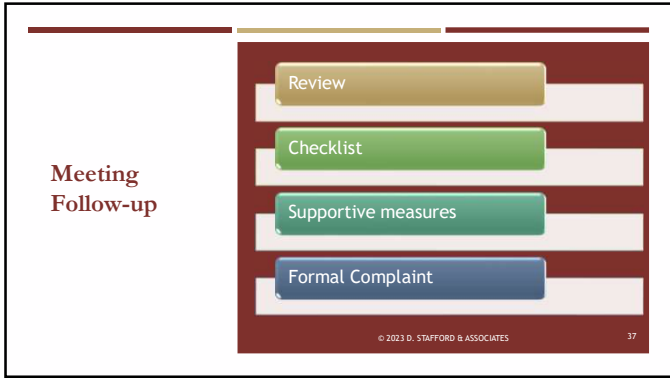 Meeting
Follow-up
Review
Checklist
Supportive measures
Formal Complaint
© 2023 D. STAFFORD & ASSOCIATES
37